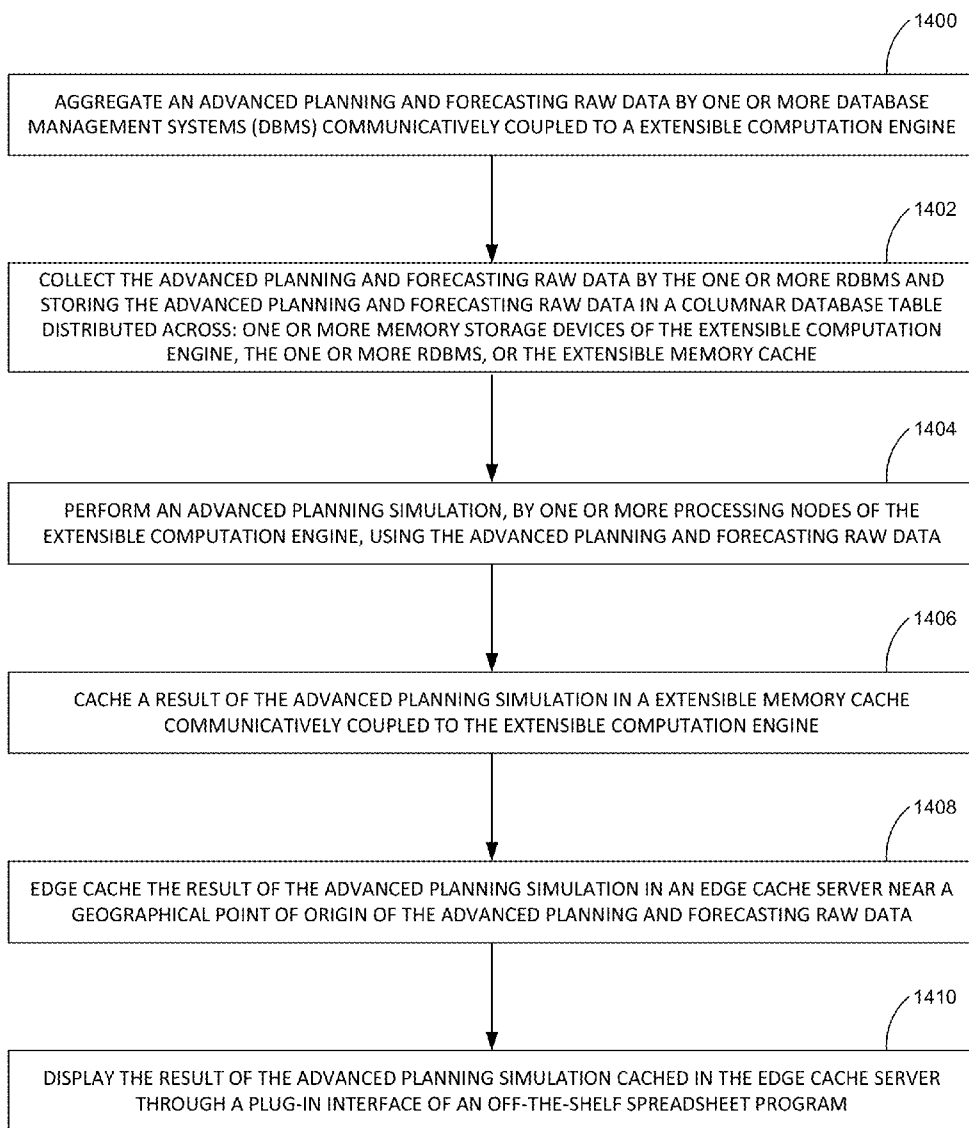 1400
AGGREGATE AN ADVANCED PLANNING AND FORECASTING RAW DATA BY ONE OR MORE DATABASE
MANAGEMENT SYSTEMS (DBMS) COMMUNICATIVELY COUPLED TO A EXTENSIBLE COMPUTATION ENGINE
1402
COLLECT THE ADVANCED PLANNING AND FORECASTING RAW DATA BY THE ONE OR MORE RDBMS AND
STORING THE ADVANCED PLANNING AND FORECASTING RAW DATA IN A COLUMNAR DATABASE TABLE
DISTRIBUTED ACROSS: ONE OR MORE MEMORY STORAGE DEVICES OF THE EXTENSIBLE COMPUTATION
ENGINE, THE ONE OR MORE RDBMS, OR THE EXTENSIBLE MEMORY CACHE
1404
PERFORM AN ADVANCED PLANNING SIMULATION, BY ONE OR MORE PROCESSING NODES OF THE
EXTENSIBLE COMPUTATION ENGINE, USING THE ADVANCED PLANNING AND FORECASTING RAW DATA
1406
CACHE A RESULT OF THE ADVANCED PLANNING SIMULATION IN A EXTENSIBLE MEMORY CACHE
COMMUNICATIVELY COUPLED TO THE EXTENSIBLE COMPUTATION ENGINE
1408
EDGE CACHE THE RESULT OF THE ADVANCED PLANNING SIMULATION IN AN EDGE CACHE SERVER NEAR A
GEOGRAPHICAL POINT OF ORIGIN OF THE ADVANCED PLANNING AND FORECASTING RAW DATA
1410
DISPLAY THE RESULT OF THE ADVANCED PLANNING SIMULATION CACHED IN THE EDGE CACHE SERVER
THROUGH A PLUG-IN INTERFACE OF AN OFF-THE-SHELF SPREADSHEET PROGRAM